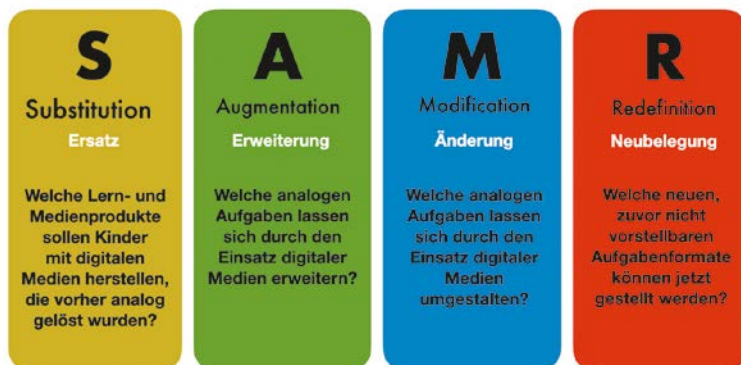 S
Substitution
Ersatz
Welche Lern- und
Medienprodukte
sollen Kinder
mit digitalen
Medien herstellen,
die vorher analog
gelöst wurden?
A
Augmentation
Erweiterung
Welche analogen
Aufgaben lassen
sich durch den
Einsatz digitaler
Medien erweitern?
M
Modification
Änderung
Welche analogen
Aufgaben lassen
sich durch den
Einsatz digitaler
Medien
umgestalten?
R
Redefinition
Neubelegung
Welche neuen,
zuvor nicht
vorstellbaren
Aufgabenformate
können jetzt
gestellt werden?